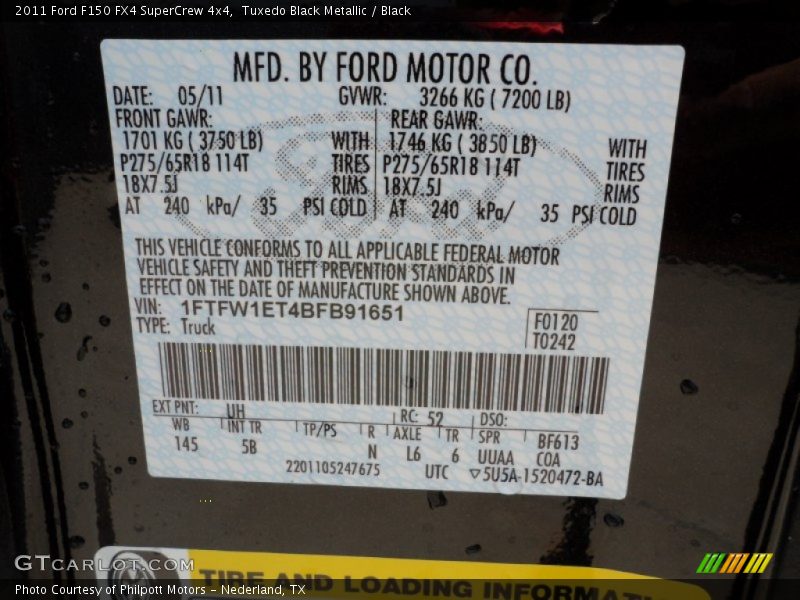 2011 Ford F150 FX4 SuperCrew 4x4, Tuxedo Black Metallic / Black
MFD. BY FORD MOTOR CO.
DATE: 05/11 GVWR: 3266 KG ( 7200 LB)
FRONT GAWR: REAR GAWR:
1701 KG ( 3750 LB) WITH 1746 KG ( 3850 LB) WITH
P275/65R18 114T TIRES P275/65R18 114T TIRES
18X7.5J RIMS 18X7.5J RIMS
AT 240 kPa/ 35 PSI COLD AT 240 kPa/ 35 PSI COLD
THIS VEHICLE CONFORMS TO ALL APPLICABLE FEDERAL MOTOR
VEHICLE SAFETY AND THEFT PREVENTION STANDARDS IN
EFFECT ON THE DATE OF MANUFACTURE SHOWN ABOVE.
VIN: 1FTFW1ET4BFB91651
TYPE: Truck
F0120
T0242
EXT PNT: UH RC: 52 DSO:
WB INT TR TP/PS R AXLE TR SPR BF613
145 5B N L6 6 UUAA COA
2201105247675 UTC ▽5U5A-1520472-BA
Ford
GTcarlot.com
TIRE AND LOADING INFORMATI
Photo Courtesy of Philpott Motors - Nederland, TX